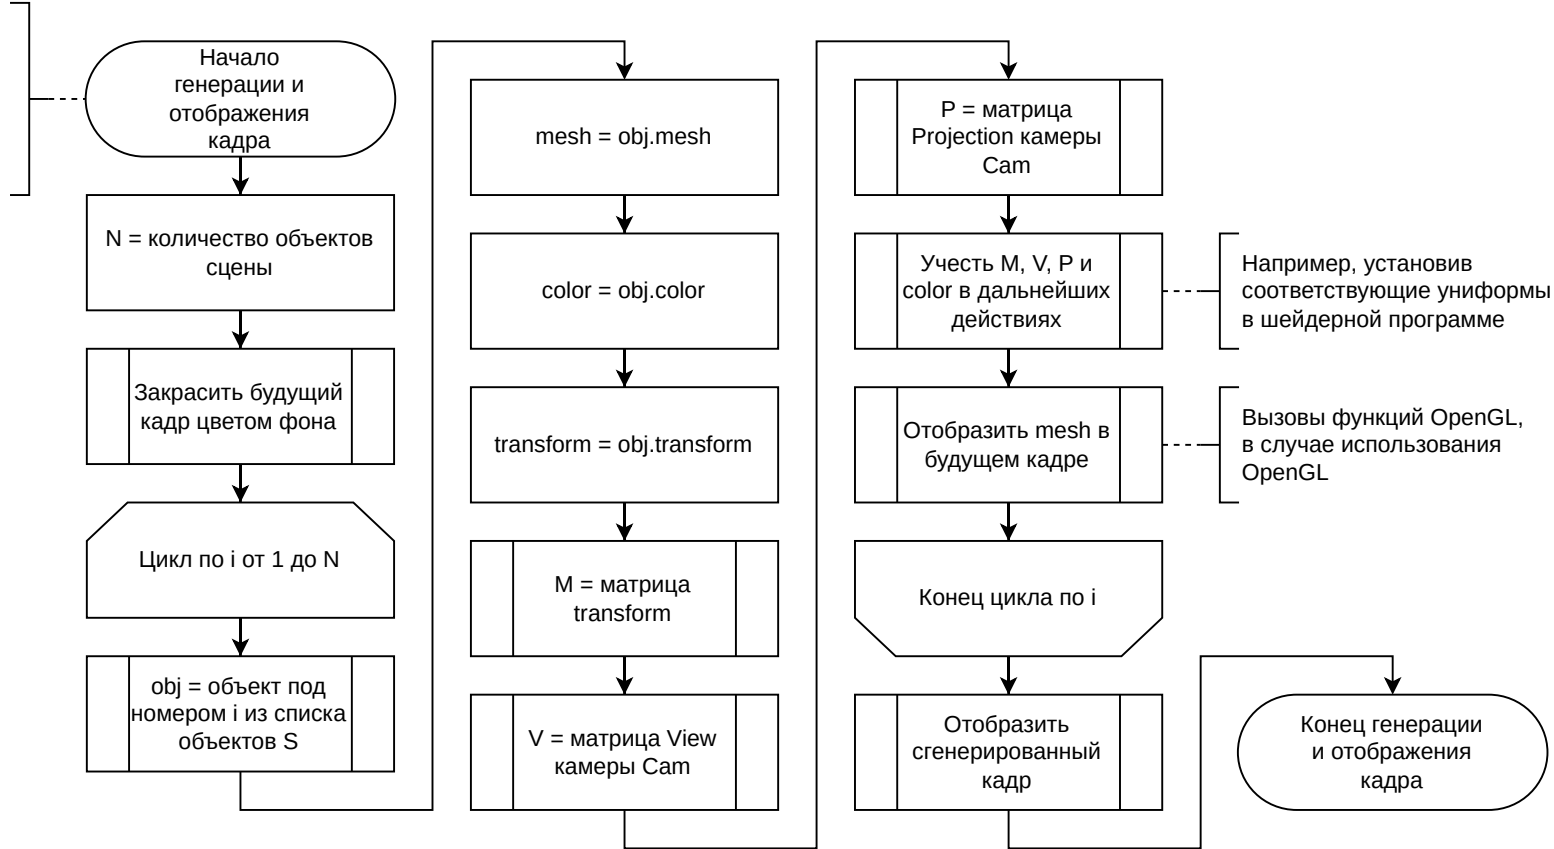 Начало
генерации и
отображения
кадра
N = количество объектов
сцены
Закрасить будущий
кадр цветом фона
Цикл по i от 1 до N
obj = объект под
номером i из списка
объектов S
mesh = obj.mesh
color = obj.color
transform = obj.transform
M = матрица
transform
V = матрица View
камеры Cam
P = матрица
Projection камеры
Cam
Учесть M, V, P и
color в дальнейших
действиях
Например, установив
соответствующие униформы
в шейдерной программе
Отобразить mesh в
будущем кадре
Вызовы функций OpenGL,
в случае использования
OpenGL
Конец цикла по i
Отобразить
сгенерированный
кадр
Конец генерации
и отображения
кадра